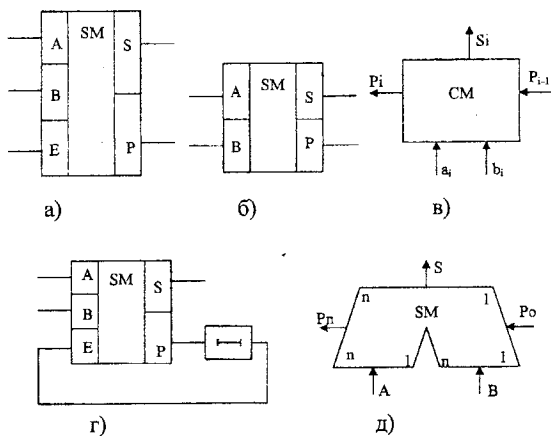 A SM S
B
E P
а)
A SM S
B P
б)
Si
Pi CM Pi-1
ai bi
в)
A SM S
B
E P
г)
S
n 1
Pn SM Po
n 1 n 1
A B
д)